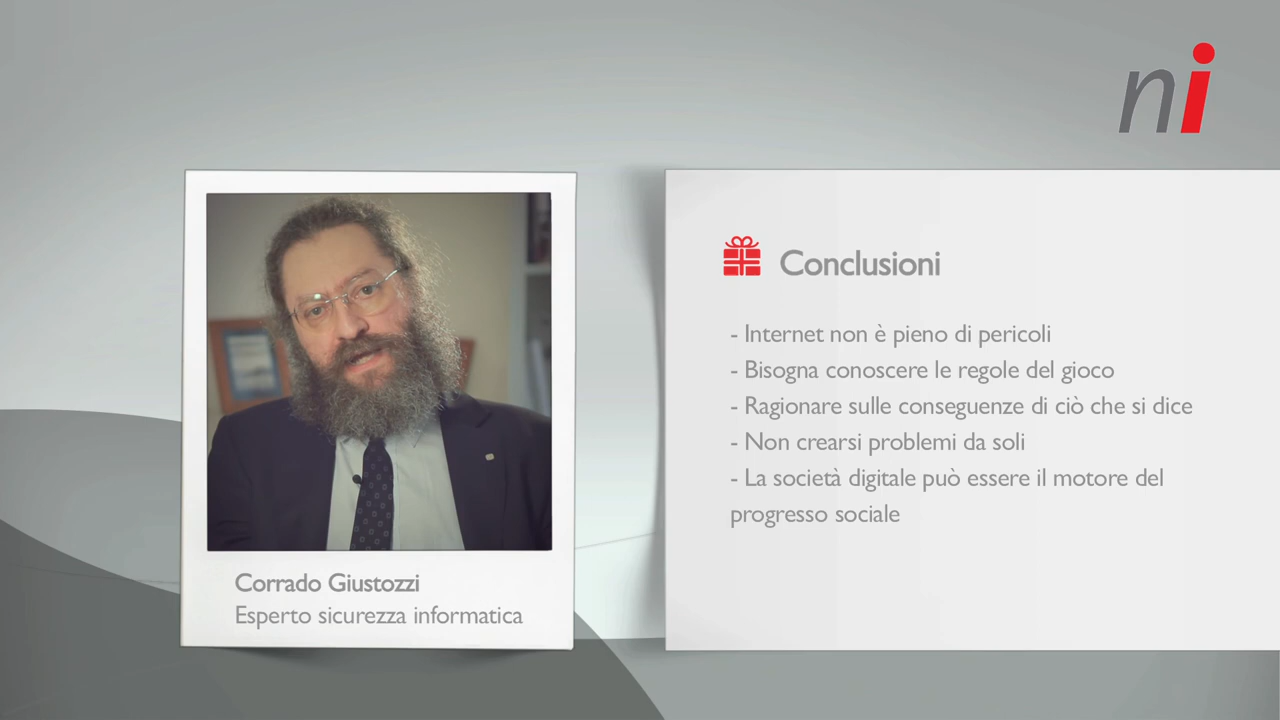 ni
Corrado Giustozzi
Esperto sicurezza informatica
Conclusioni
- Internet non è pieno di pericoli
- Bisogna conoscere le regole del gioco
- Ragionare sulle conseguenze di ciò che si dice
- Non crearsi problemi da soli
- La società digitale può essere il motore del
progresso sociale